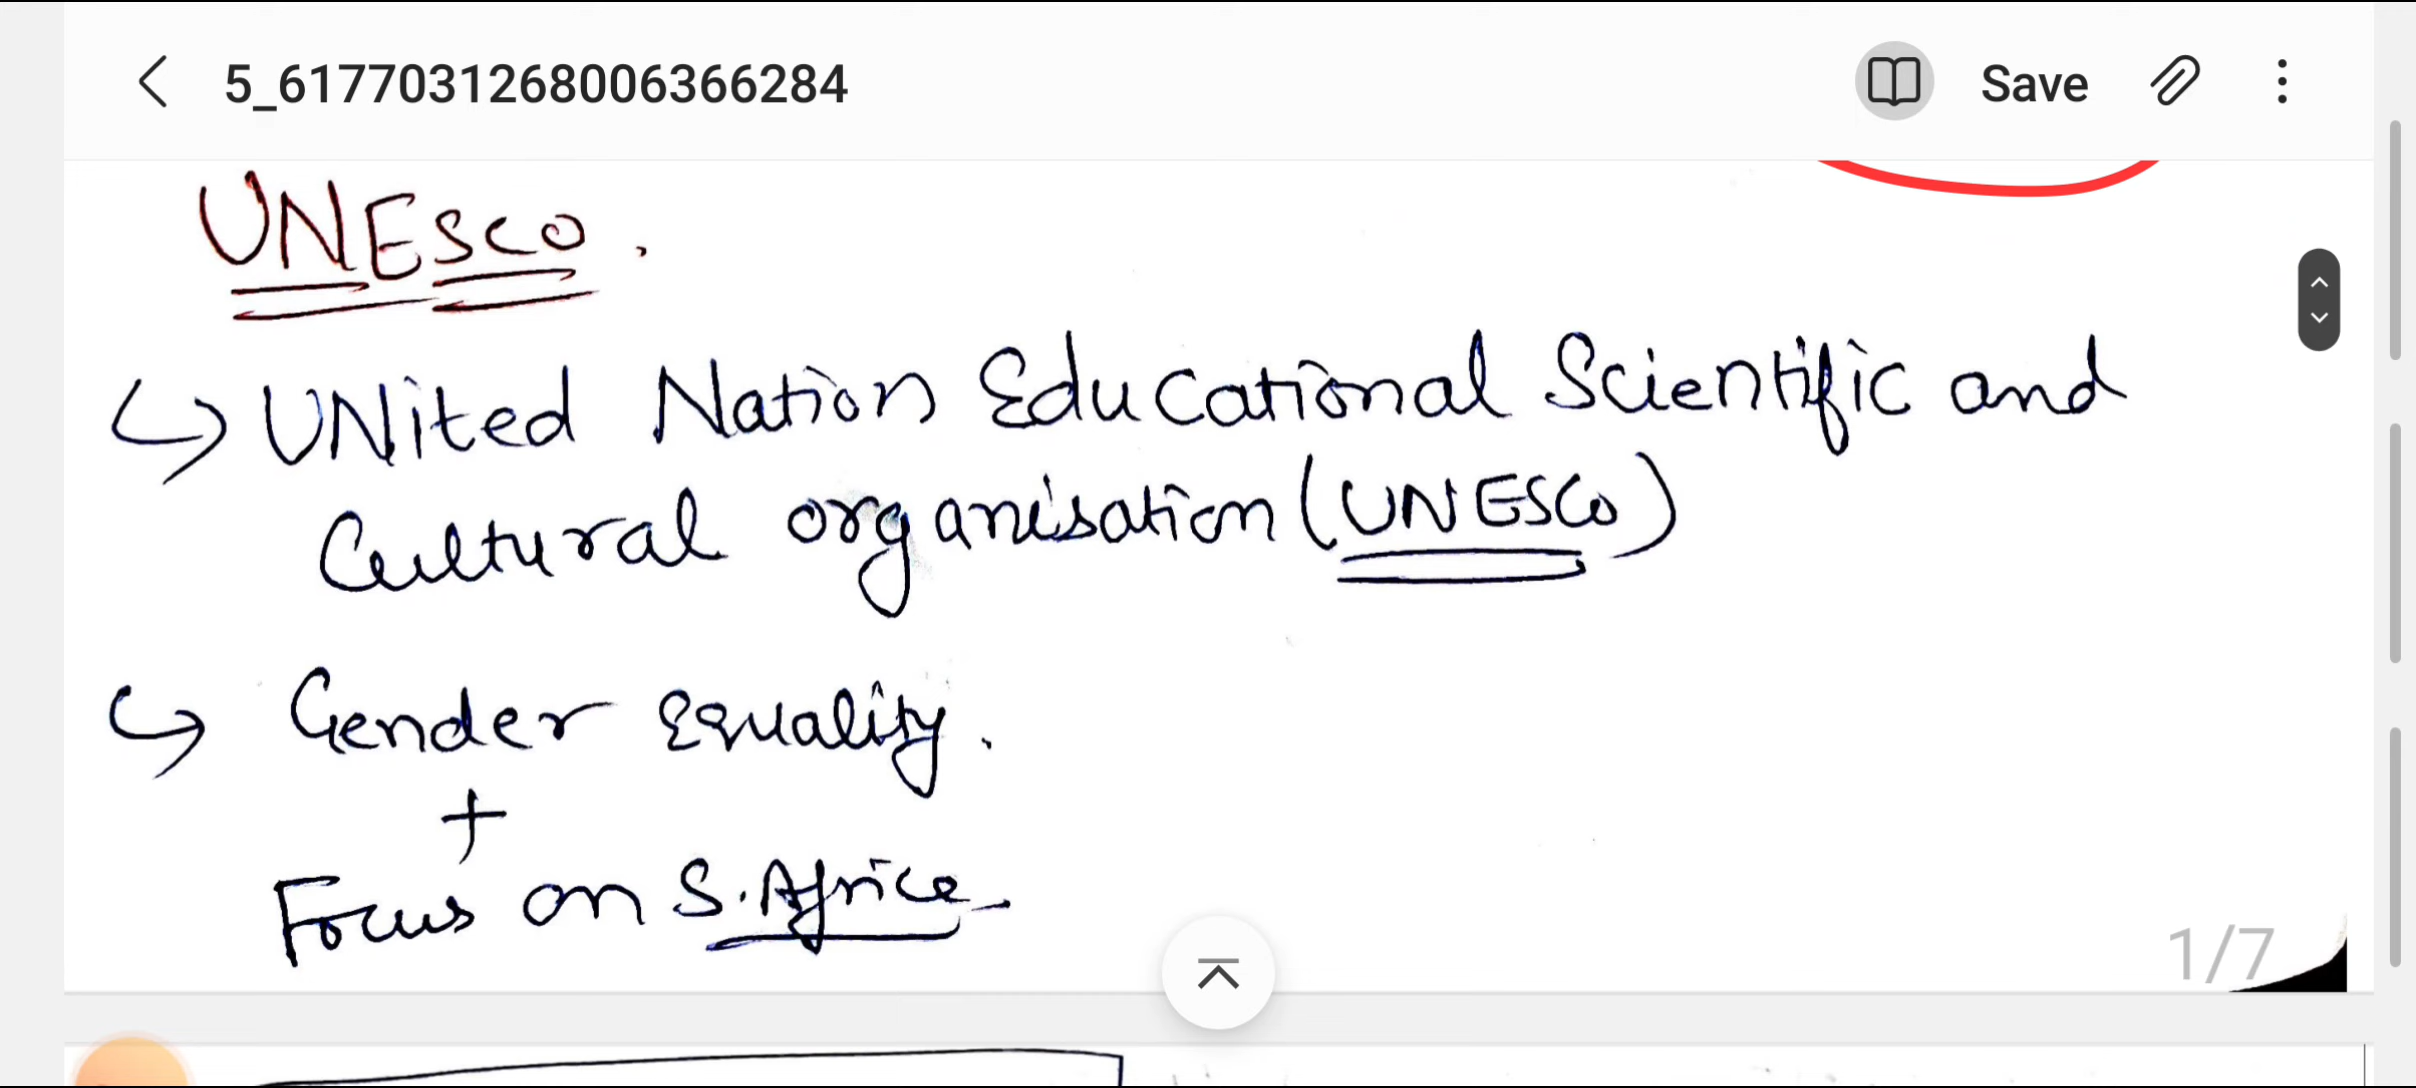 5_6177031268006366284
Save
UNESCO.
UNited Nation Educational Scientific and
Cultural organisation (UNESCO)
Gender Equality.
+
Focus on S. Africa
1/7